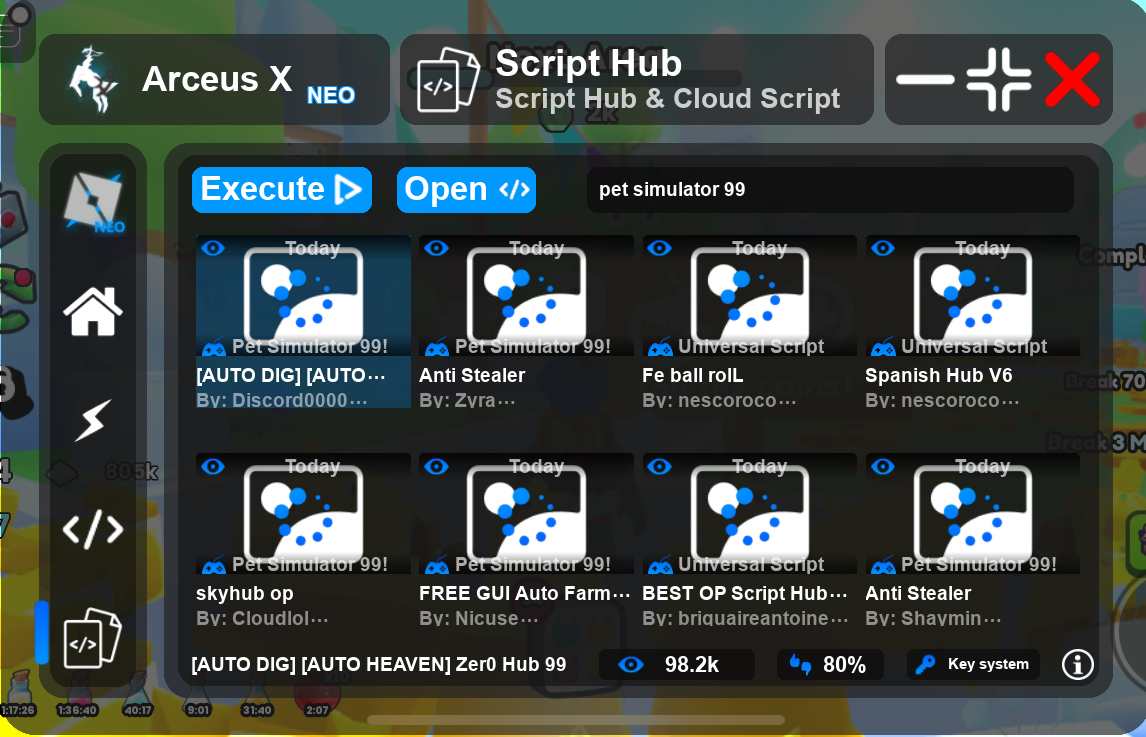 Arceus X NEO
Script Hub
Script Hub & Cloud Script
Next Area
2k
NEO
Execute
Open </>
pet simulator 99
Today
Today
Today
Today
Pet Simulator 99!
Pet Simulator 99!
Universal Script
Universal Script
[AUTO DIG] [AUTO···
Anti Stealer
Fe ball rolL
Spanish Hub V6
By: Discord0000···
By: Zyra···
By: nescoroco···
By: nescoroco···
Today
Today
Today
Today
Pet Simulator 99!
Pet Simulator 99!
Universal Script
Pet Simulator 99!
skyhub op
FREE GUI Auto Farm···
BEST OP Script Hub···
Anti Stealer
By: Cloudlol···
By: Nicuse···
By: briquaireantoine···
By: Shaymin···
[AUTO DIG] [AUTO HEAVEN] Zer0 Hub 99
98.2k
80%
Key system
Compl
coins!
Break 70
Break 3 M
805k
x10
1:17:26
1:36:40
40:17
9:01
31:40
2:07